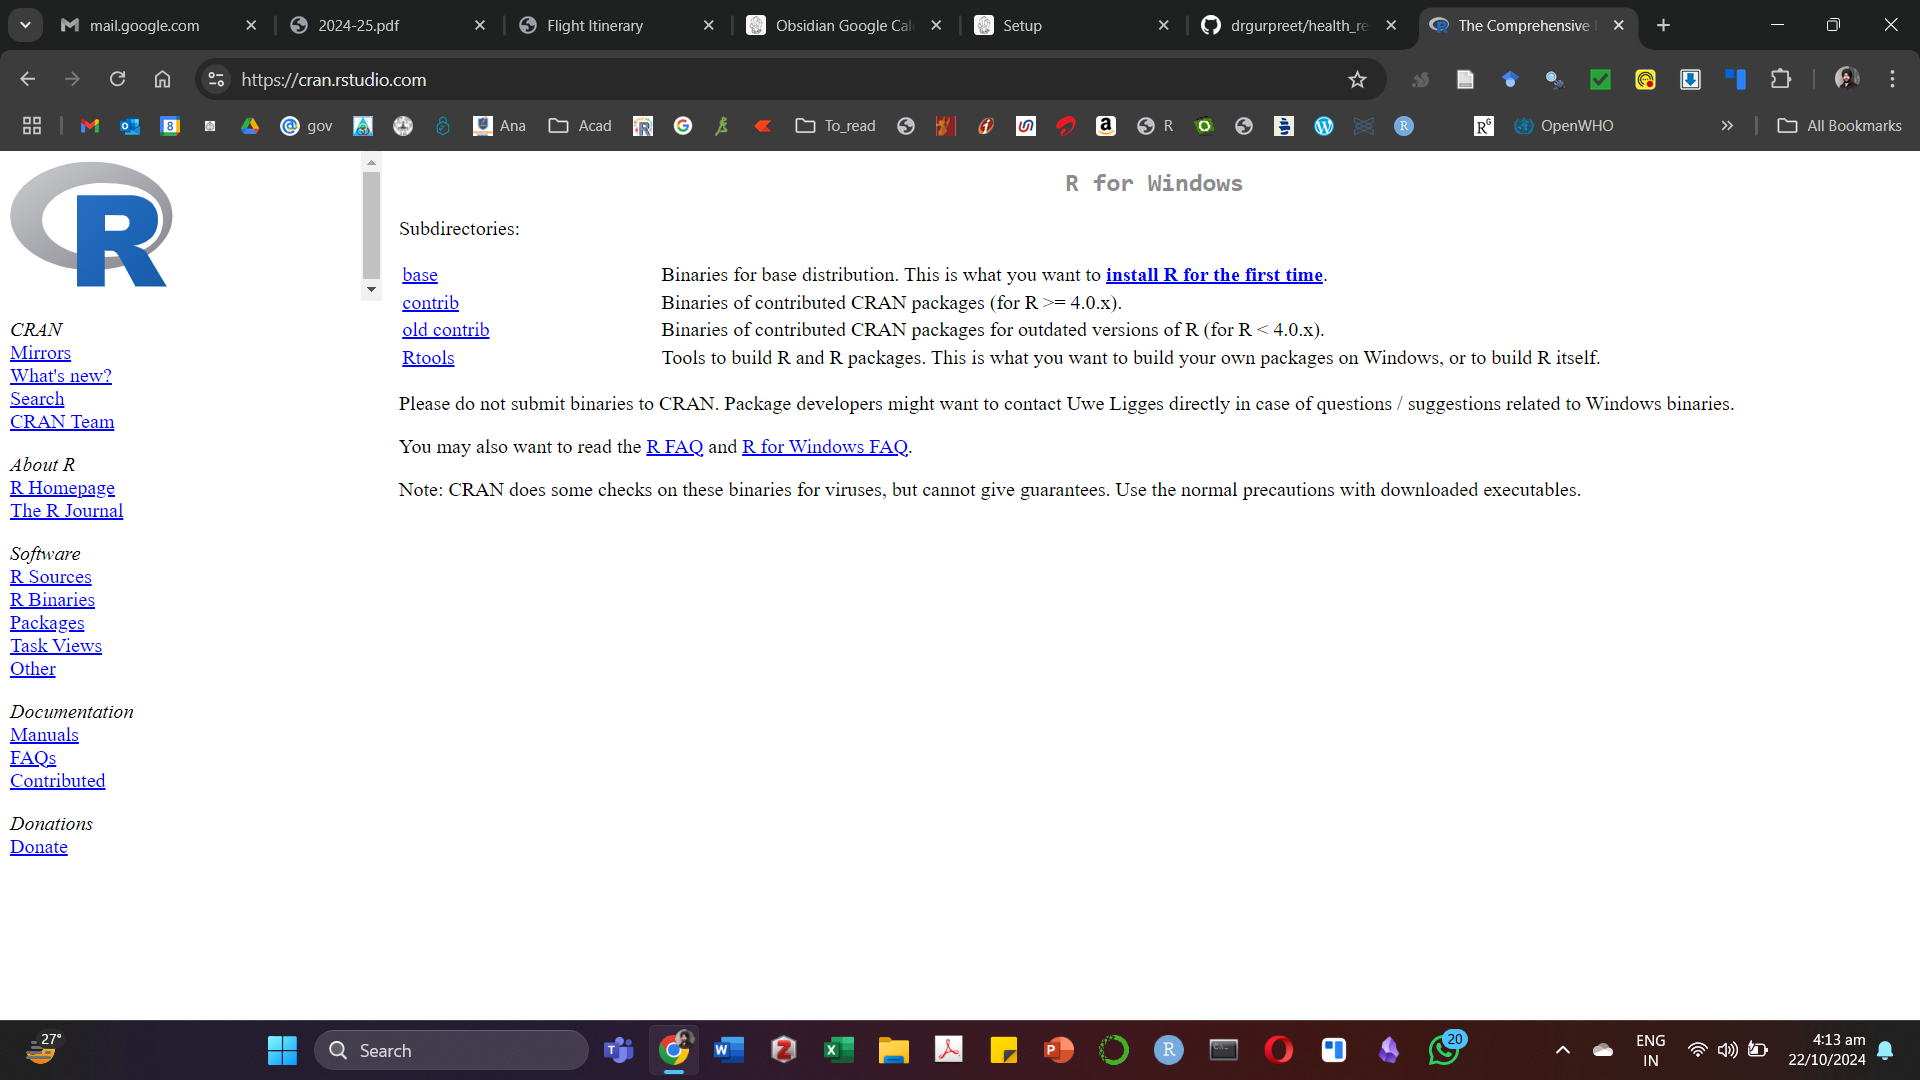 mail.google.com
2024-25.pdf
Flight Itinerary
Obsidian Google Cal
Setup
drgurpreet/health_re
The Comprehensive
https://cran.rstudio.com
gov
Ana
Acad
To_read
R
OpenWHO
All Bookmarks
R for Windows
Subdirectories:
base Binaries for base distribution. This is what you want to install R for the first time.
contrib Binaries of contributed CRAN packages (for R >= 4.0.x).
old contrib Binaries of contributed CRAN packages for outdated versions of R (for R < 4.0.x).
Rtools Tools to build R and R packages. This is what you want to build your own packages on Windows, or to build R itself.
Please do not submit binaries to CRAN. Package developers might want to contact Uwe Ligges directly in case of questions / suggestions related to Windows binaries.
You may also want to read the R FAQ and R for Windows FAQ.
Note: CRAN does some checks on these binaries for viruses, but cannot give guarantees. Use the normal precautions with downloaded executables.
R
CRAN
Mirrors
What's new?
Search
CRAN Team
About R
R Homepage
The R Journal
Software
R Sources
R Binaries
Packages
Task Views
Other
Documentation
Manuals
FAQs
Contributed
Donations
Donate
27°
Search
20
ENG
IN
4:13 am
22/10/2024